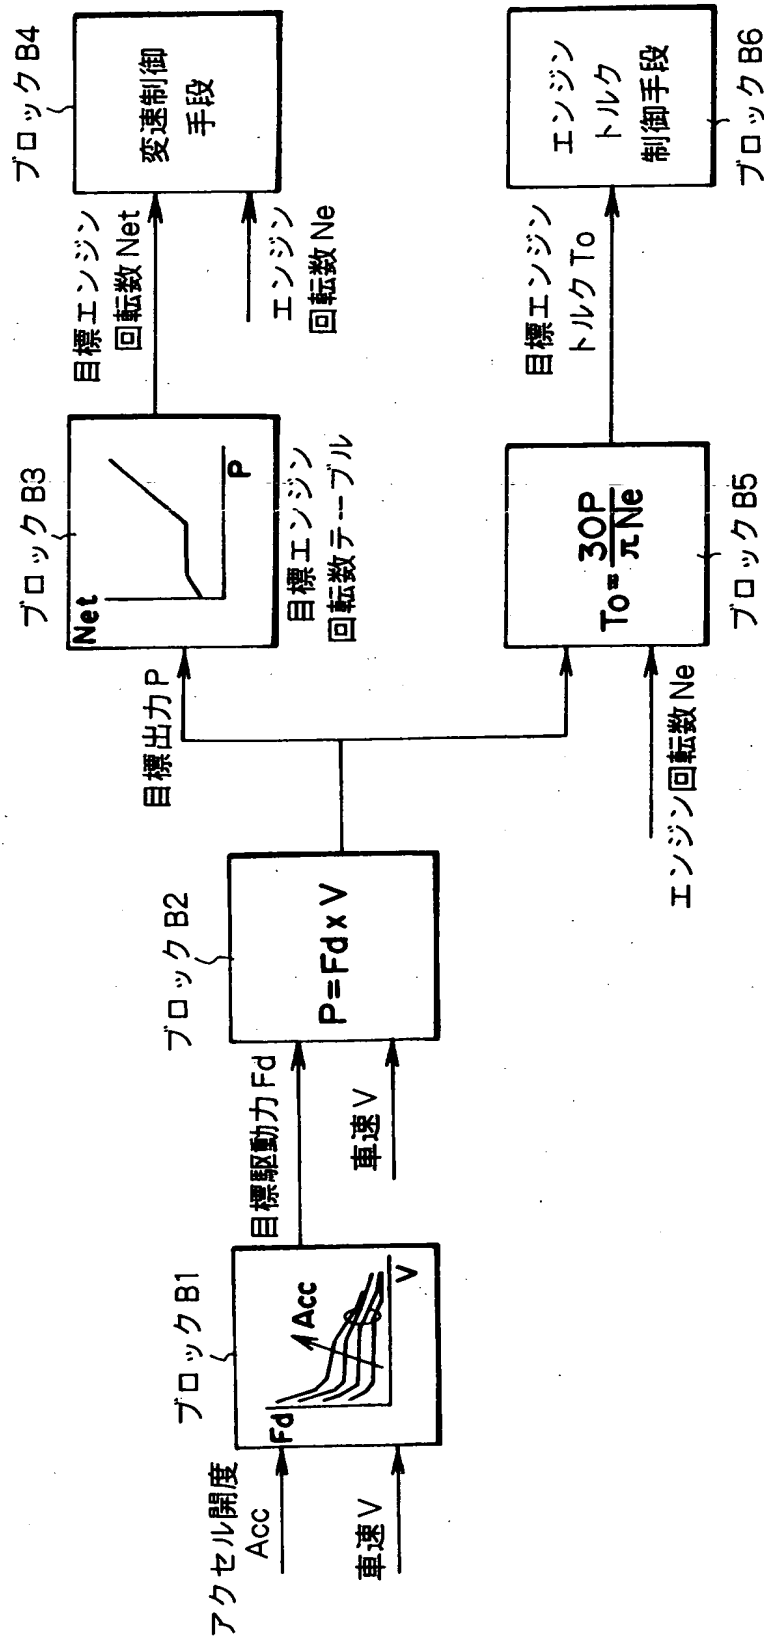 アクセル開度
Acc
車速V
ブロックB1
Fd
Acc
V
目標駆動力Fd
車速V
ブロックB2
P=Fd x V
目標出力P
ブロックB3
Net
P
目標エンジン
回転数テーブル
目標エンジン
回転数Net
エンジン
回転数Ne
ブロックB4
変速制御
手段
エンジン回転数Ne
To=30P/πNe
ブロックB5
目標エンジン
トルクTo
エンジン
トルク
制御手段
ブロックB6